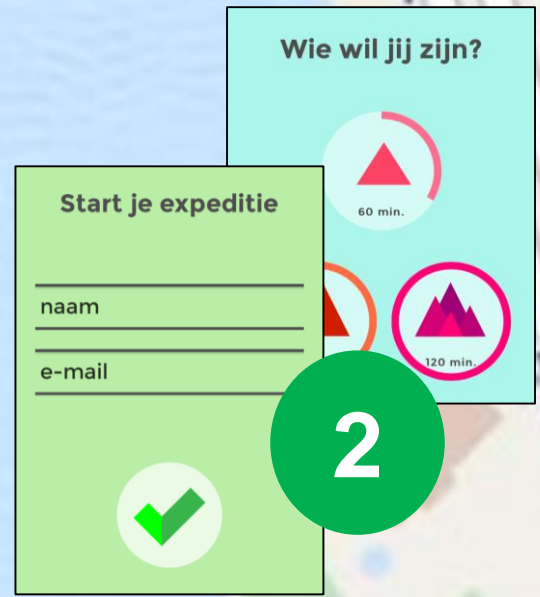 Wie wil jij zijn?
60 min.
120 min.
Start je expeditie
naam
e-mail
2